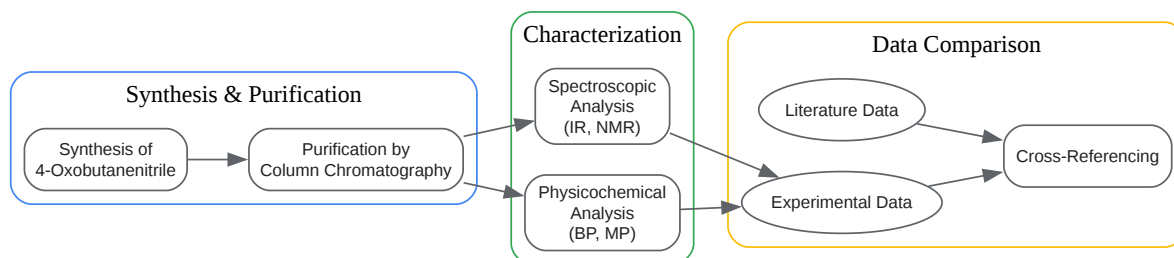 Synthesis & Purification
Synthesis of
4-Oxobutanenitrile
Purification by
Column Chromatography
Characterization
Spectroscopic
Analysis
(IR, NMR)
Physicochemical
Analysis
(BP, MP)
Data Comparison
Literature Data
Experimental Data
Cross-Referencing